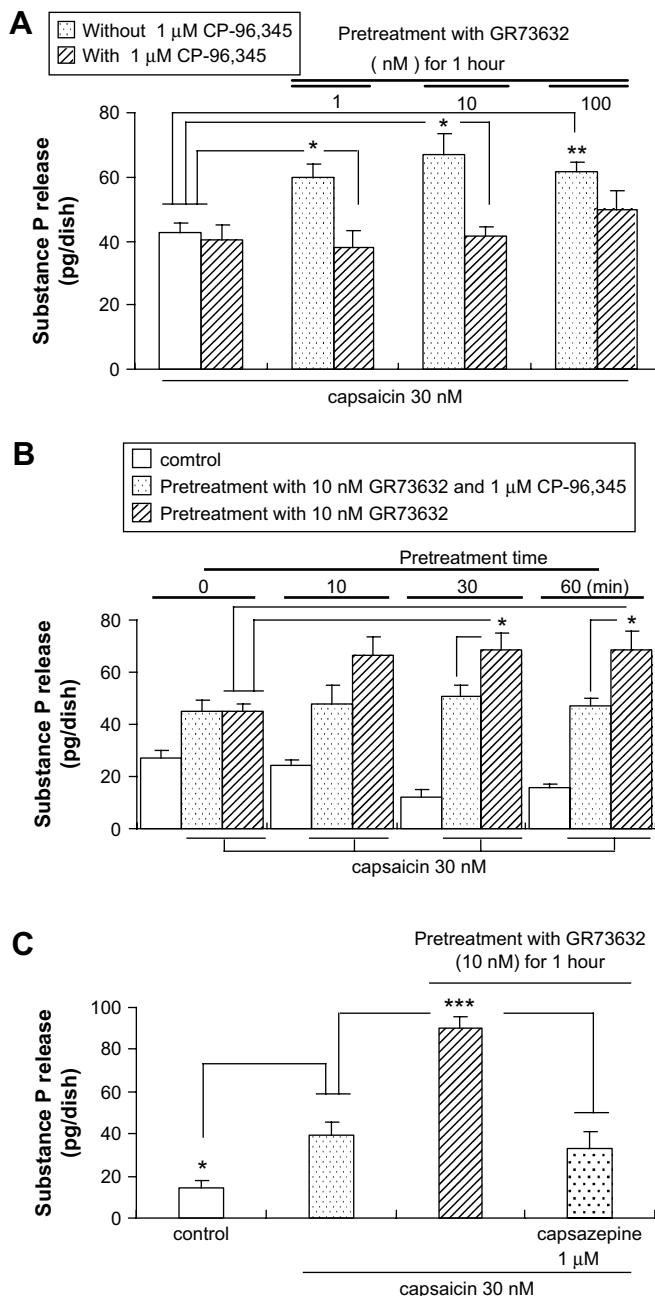 A
Without 1 μM CP-96,345
With 1 μM CP-96,345
Pretreatment with GR73632
( nM ) for 1 hour
1 10 100
80
60
40
20
0
* * **
Substance P release
(pg/dish)
capsaicin 30 nM
B
comtrol
Pretreatment with 10 nM GR73632 and 1 μM CP-96,345
Pretreatment with 10 nM GR73632
Pretreatment time
0 10 30 60 (min)
80
60
40
20
0
* *
Substance P release
(pg/dish)
capsaicin 30 nM
C
Pretreatment with GR73632
(10 nM) for 1 hour
100
80
60
40
20
0
* ***
Substance P release
(pg/dish)
control capsazepine
1 μM
capsaicin 30 nM